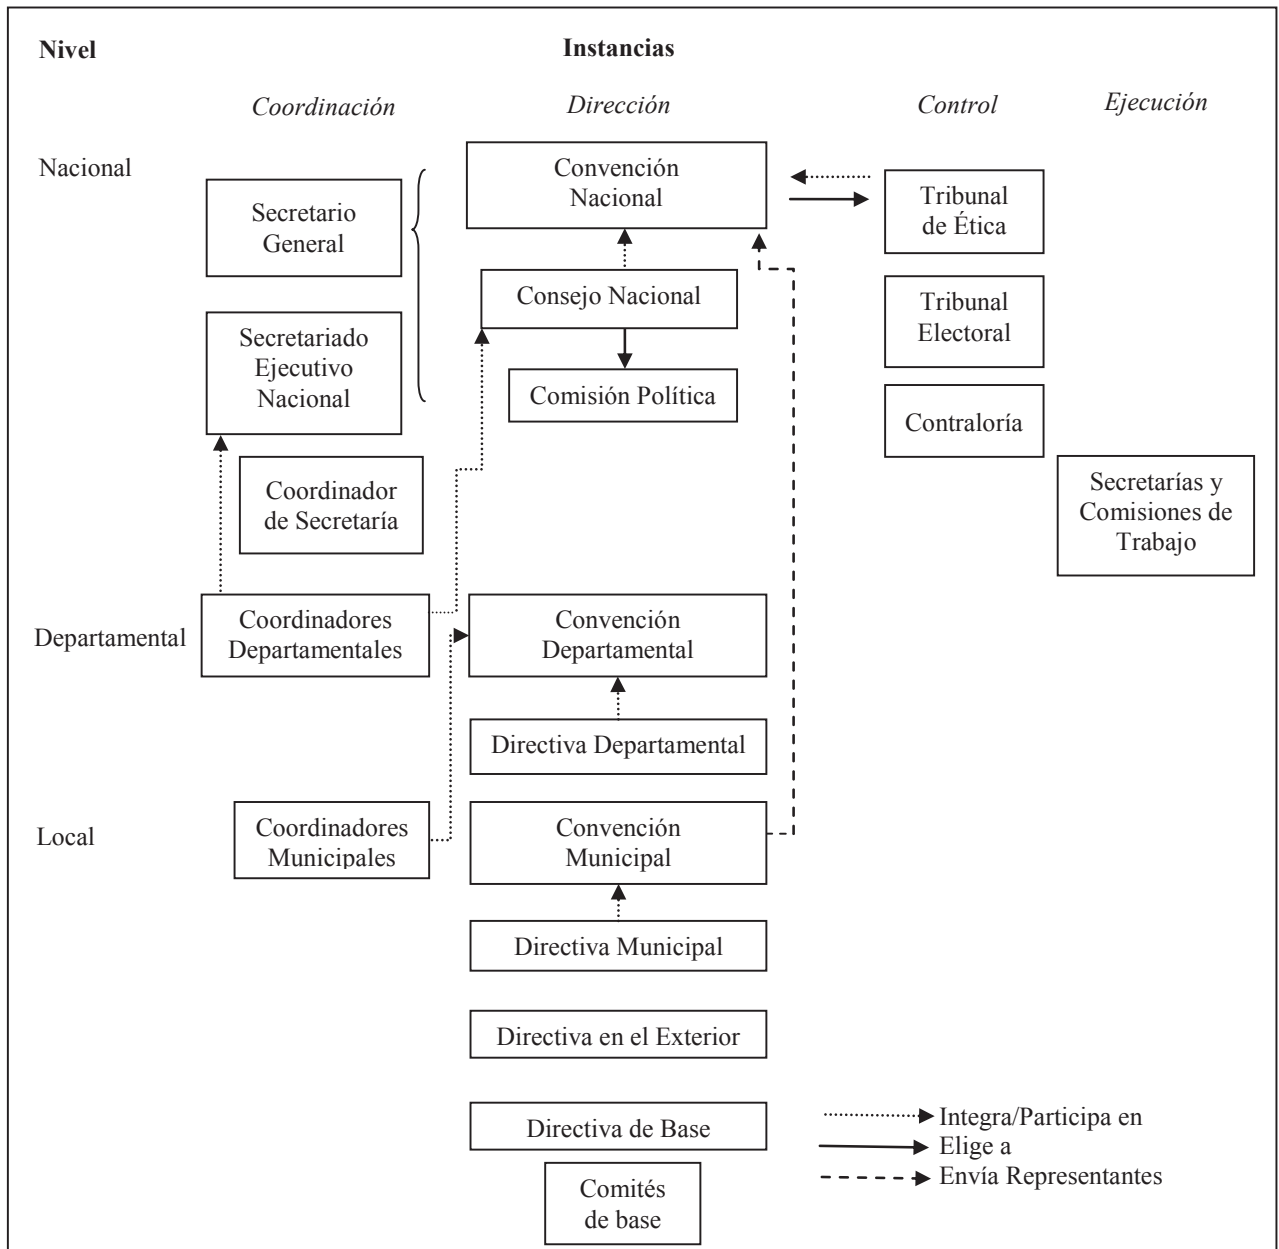 Nivel
Instancias
Coordinación
Dirección
Control
Ejecución
Nacional
Secretario
General
Convención
Nacional
Tribunal
de Ética
Secretariado
Ejecutivo
Nacional
Consejo Nacional
Tribunal
Electoral
Comisión Política
Contraloría
Coordinador
de Secretaría
Secretarías y
Comisiones de
Trabajo
Departamental
Coordinadores
Departamentales
Convención
Departamental
Directiva Departamental
Local
Coordinadores
Municipales
Convención
Municipal
Directiva Municipal
Directiva en el Exterior
Directiva de Base
Comités
de base
Integra/Participa en
Elige a
Envía Representantes